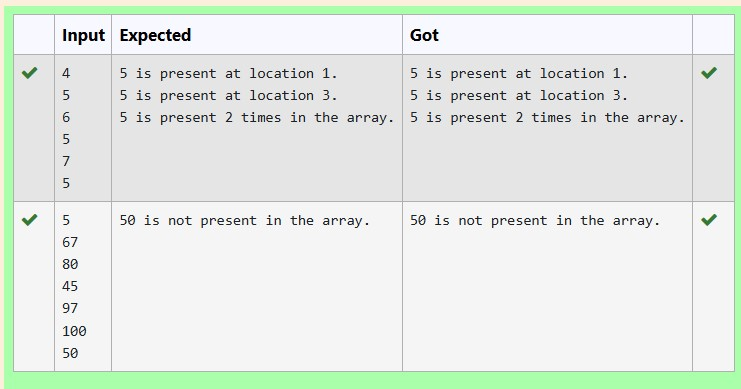 Input Expected Got
4 5 is present at location 1. 5 is present at location 1.
5 5 is present at location 3. 5 is present at location 3.
6 5 is present 2 times in the array. 5 is present 2 times in the array.
5
7
5
5 50 is not present in the array. 50 is not present in the array.
67
80
45
97
100
50